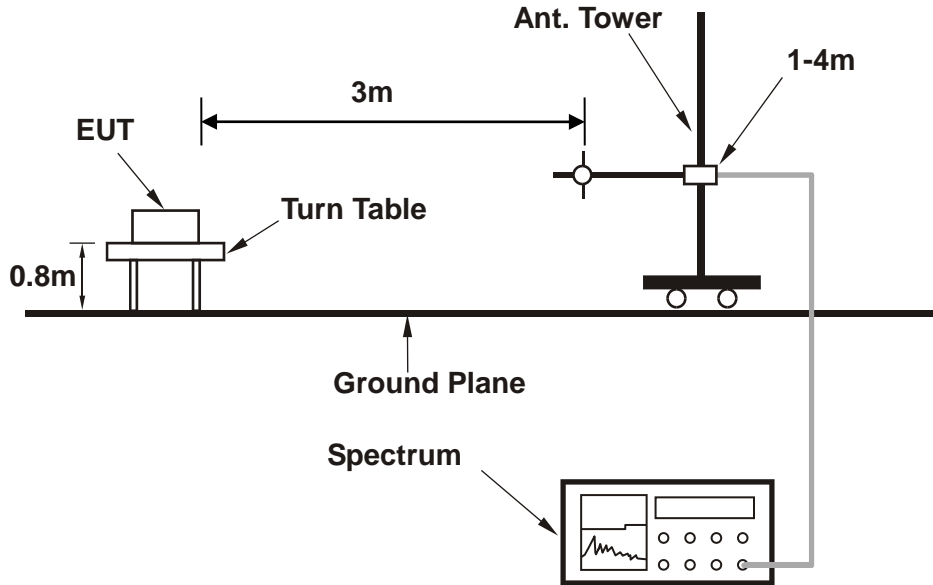 Ant. Tower
1-4m
3m
EUT
Turn Table
0.8m
Ground Plane
Spectrum